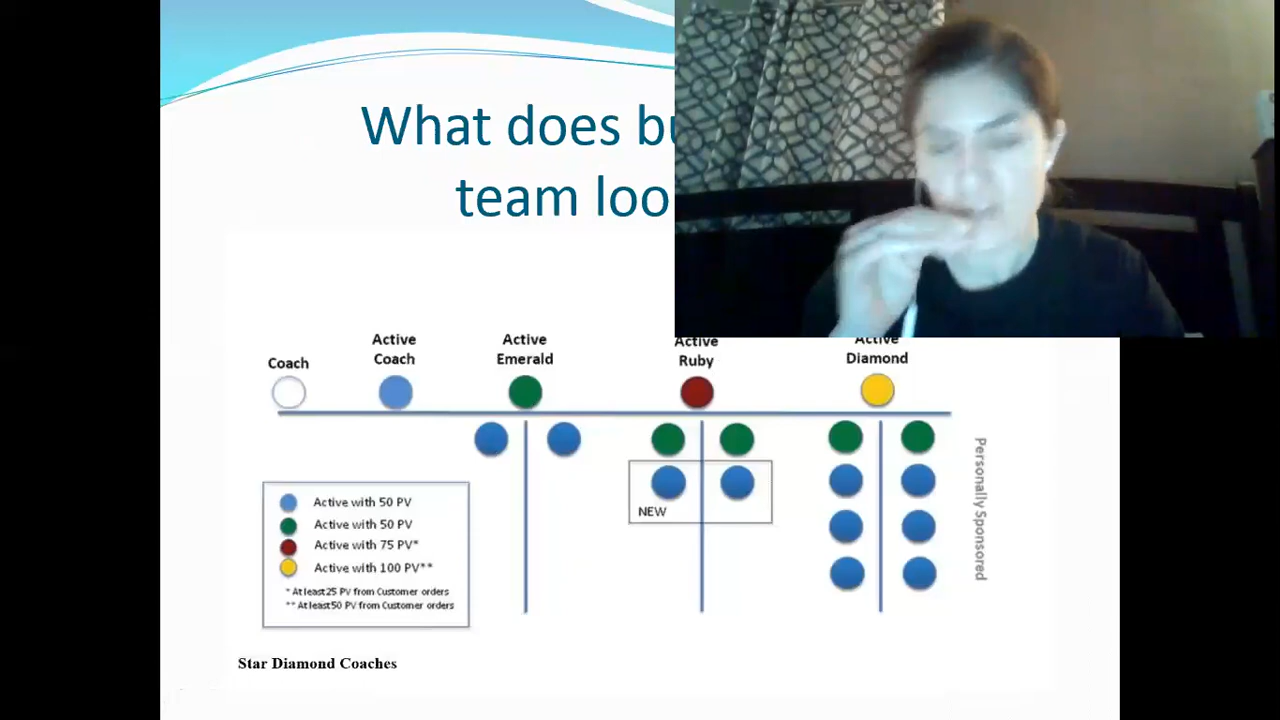 What does
team
Active
Active
Active
Active
Coach
Coach
Emerald
Ruby
Diamond
Personally Sponsored
Active with 50 PV
Active with 50 PV
Active with 75 PV*
Active with 100 PV**
* At least 25 PV from Customer orders
** At least 50 PV from Customer orders
NEW
Star Diamond Coaches